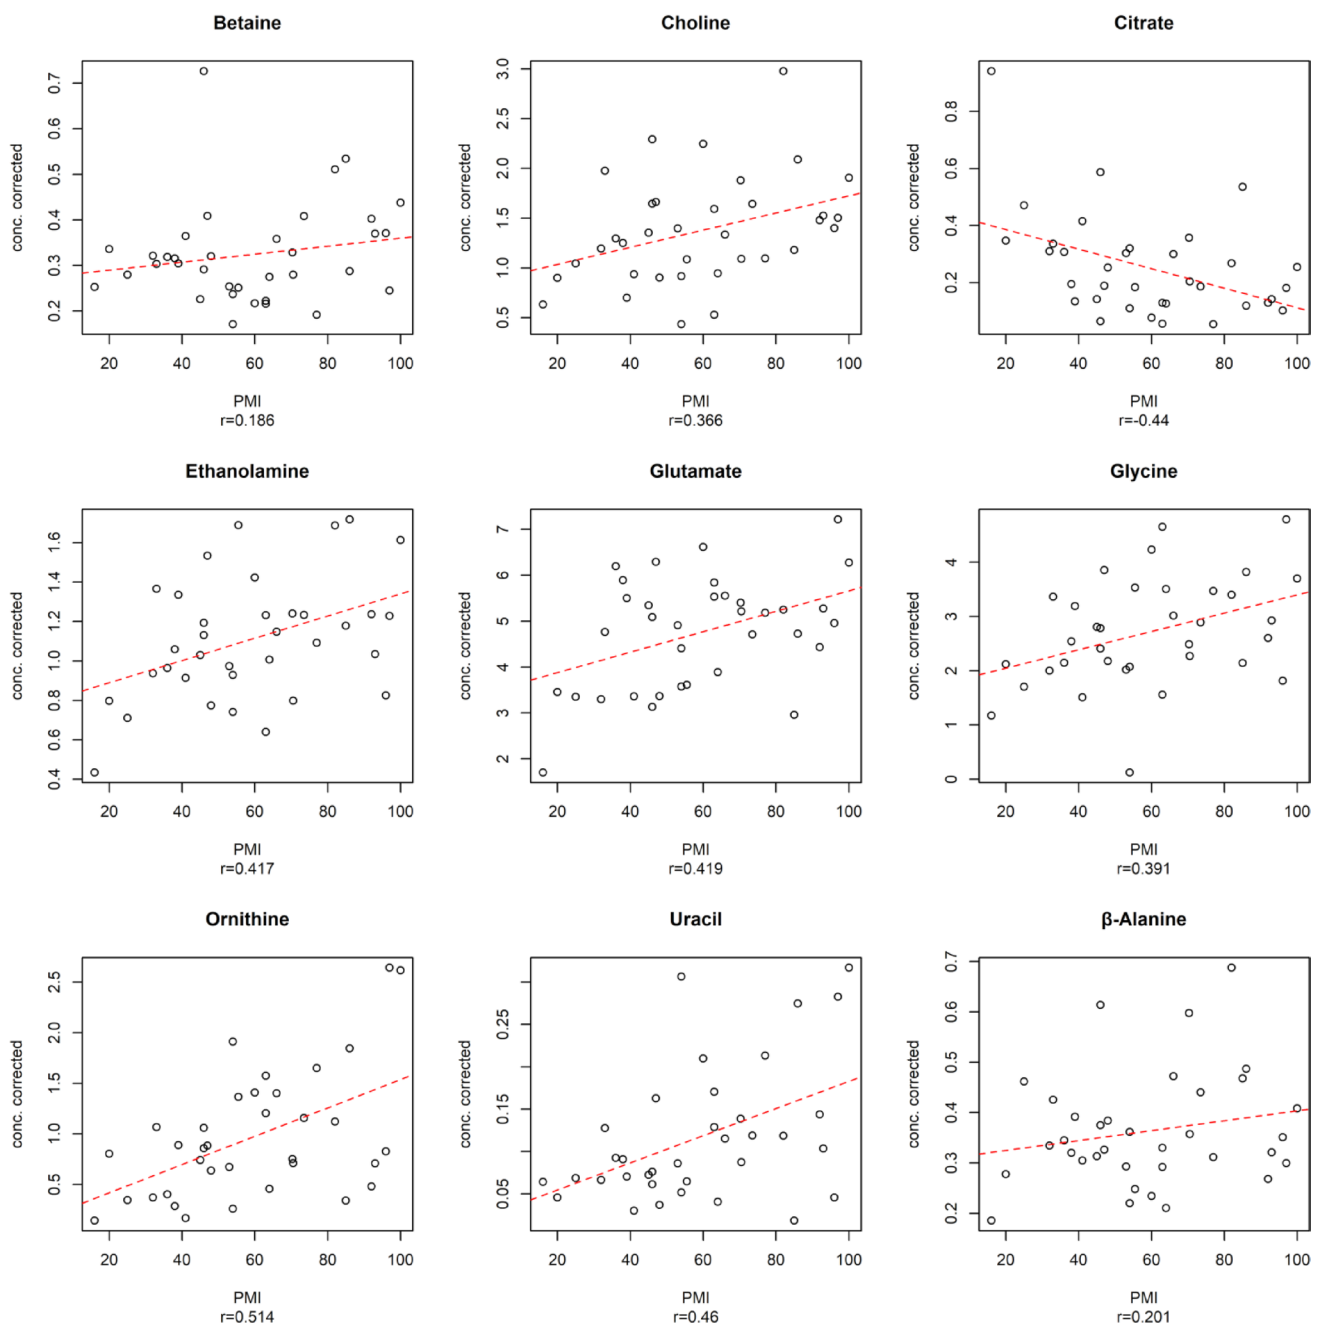 Betaine
Choline
Citrate
conc. corrected
0.2 0.3 0.4 0.5 0.6 0.7
20 40 60 80 100
PMI
r=0.186
conc. corrected
0.5 1.0 1.5 2.0 2.5 3.0
20 40 60 80 100
PMI
r=0.366
conc. corrected
0.2 0.4 0.6 0.8
20 40 60 80 100
PMI
r=-0.44
Ethanolamine
Glutamate
Glycine
conc. corrected
0.4 0.6 0.8 1.0 1.2 1.4 1.6
20 40 60 80 100
PMI
r=0.417
conc. corrected
2 3 4 5 6 7
20 40 60 80 100
PMI
r=0.419
conc. corrected
0 1 2 3 4
20 40 60 80 100
PMI
r=0.391
Ornithine
Uracil
β-Alanine
conc. corrected
0.5 1.0 1.5 2.0 2.5
20 40 60 80 100
PMI
r=0.514
conc. corrected
0.05 0.15 0.25
20 40 60 80 100
PMI
r=0.46
conc. corrected
0.2 0.3 0.4 0.5 0.6 0.7
20 40 60 80 100
PMI
r=0.201